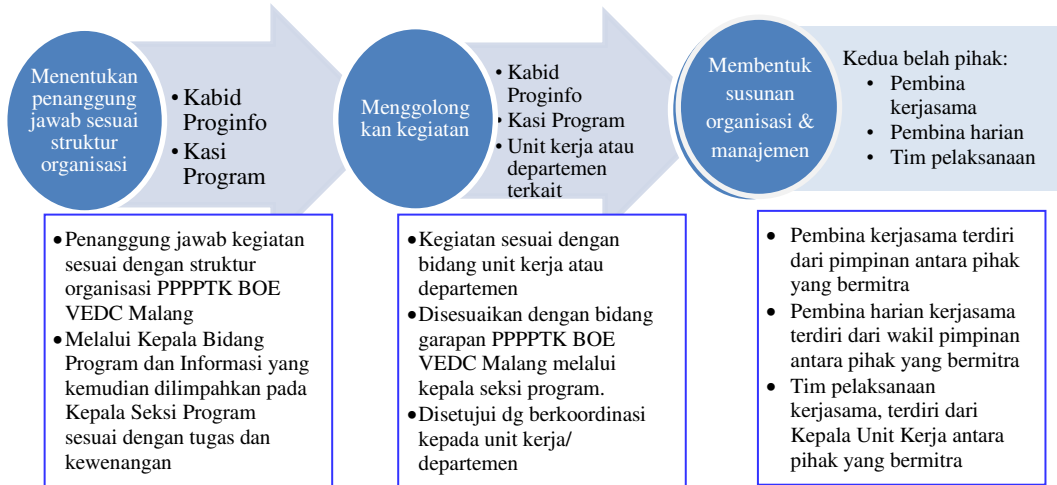 Menentukan
penanggung
jawab sesuai
struktur
organisasi
• Kabid
Proginfo
• Kasi
Program
Menggolong
kan kegiatan
• Kabid
Proginfo
• Kasi Program
• Unit kerja atau
departemen
terkait
Membentuk
susunan
organisasi &
manajemen
Kedua belah pihak:
• Pembina
kerjasama
• Pembina harian
• Tim pelaksanaan
• Penanggung jawab kegiatan
sesuai dengan struktur
organisasi PPPPTK BOE
VEDC Malang
• Melalui Kepala Bidang
Program dan Informasi yang
kemudian dilimpahkan pada
Kepala Seksi Program
sesuai dengan tugas dan
kewenangan
• Kegiatan sesuai dengan
bidang unit kerja atau
departemen
• Disesuaikan dengan bidang
garapan PPPPTK BOE
VEDC Malang melalui
kepala seksi program.
• Disetujui dg berkoordinasi
kepada unit kerja/
departemen
• Pembina kerjasama terdiri
dari pimpinan antara pihak
yang bermitra
• Pembina harian kerjasama
terdiri dari wakil pimpinan
antara pihak yang bermitra
• Tim pelaksanaan
kerjasama, terdiri dari
Kepala Unit Kerja antara
pihak yang bermitra